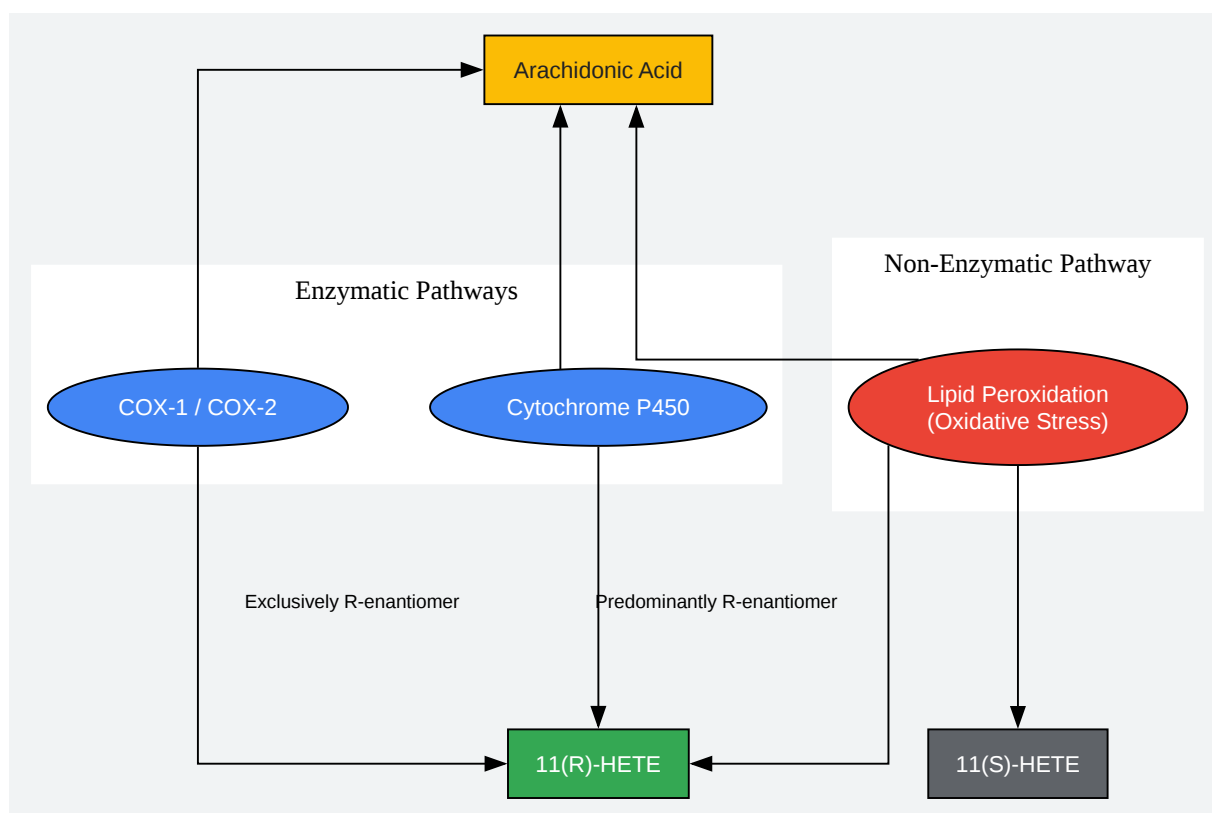 Arachidonic Acid
Non-Enzymatic Pathway
Enzymatic Pathways
COX-1 / COX-2
Cytochrome P450
Lipid Peroxidation
(Oxidative Stress)
Exclusively R-enantiomer
Predominantly R-enantiomer
11(R)-HETE
11(S)-HETE